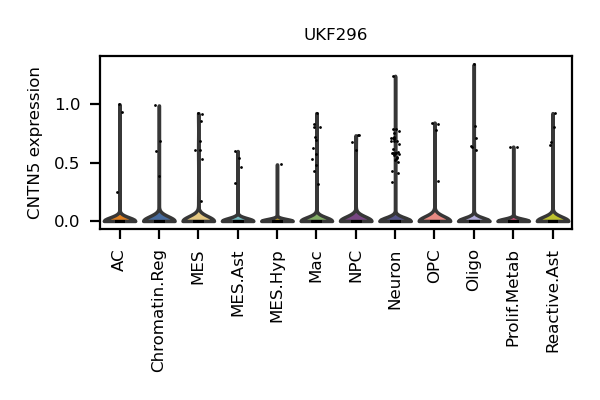 UKF296
CNTN5 expression
1.0
0.5
0.0
AC
Chromatin.Reg
MES
MES.Ast
MES.Hyp
Mac
NPC
Neuron
OPC
Oligo
Prolif.Metab
Reactive.Ast